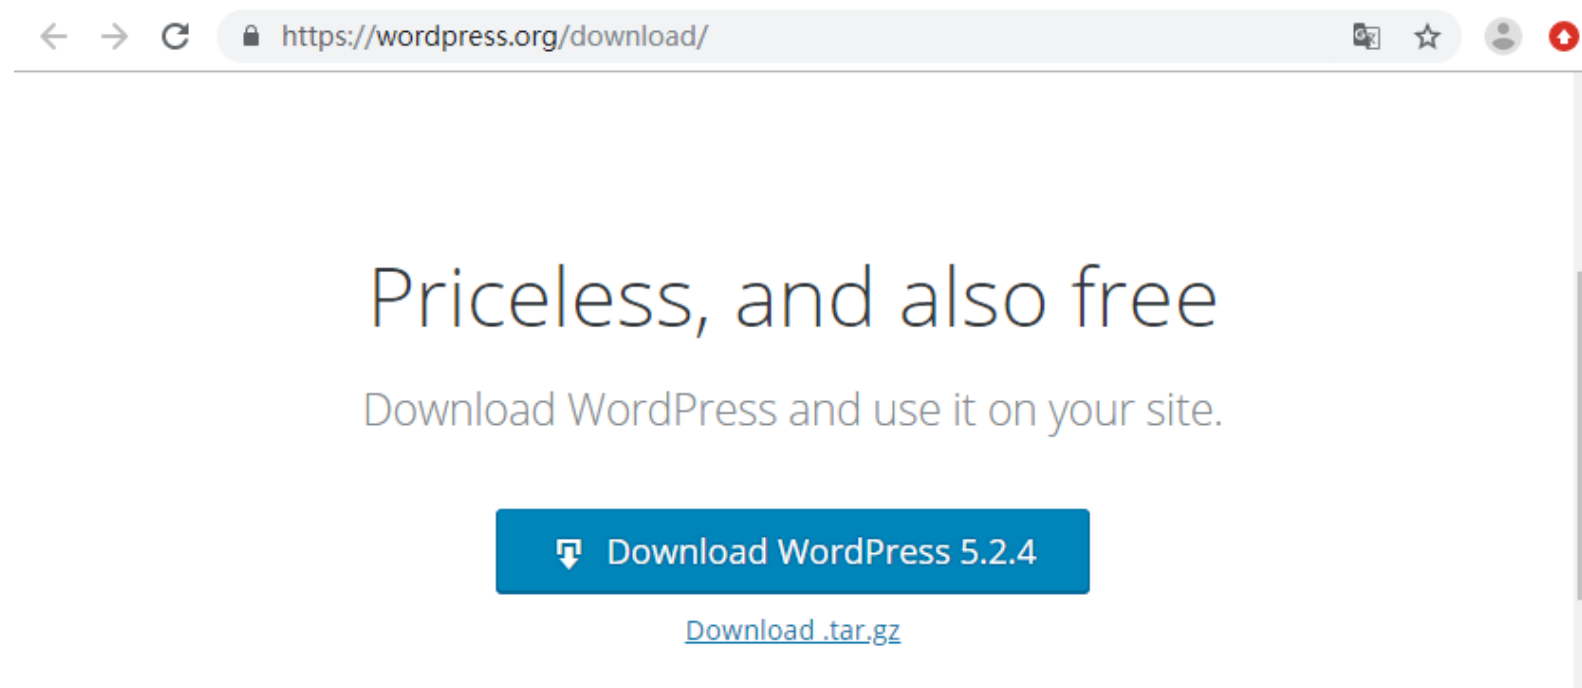 https://wordpress.org/download/
Priceless, and also free
Download WordPress and use it on your site.
Download WordPress 5.2.4
Download .tar.gz